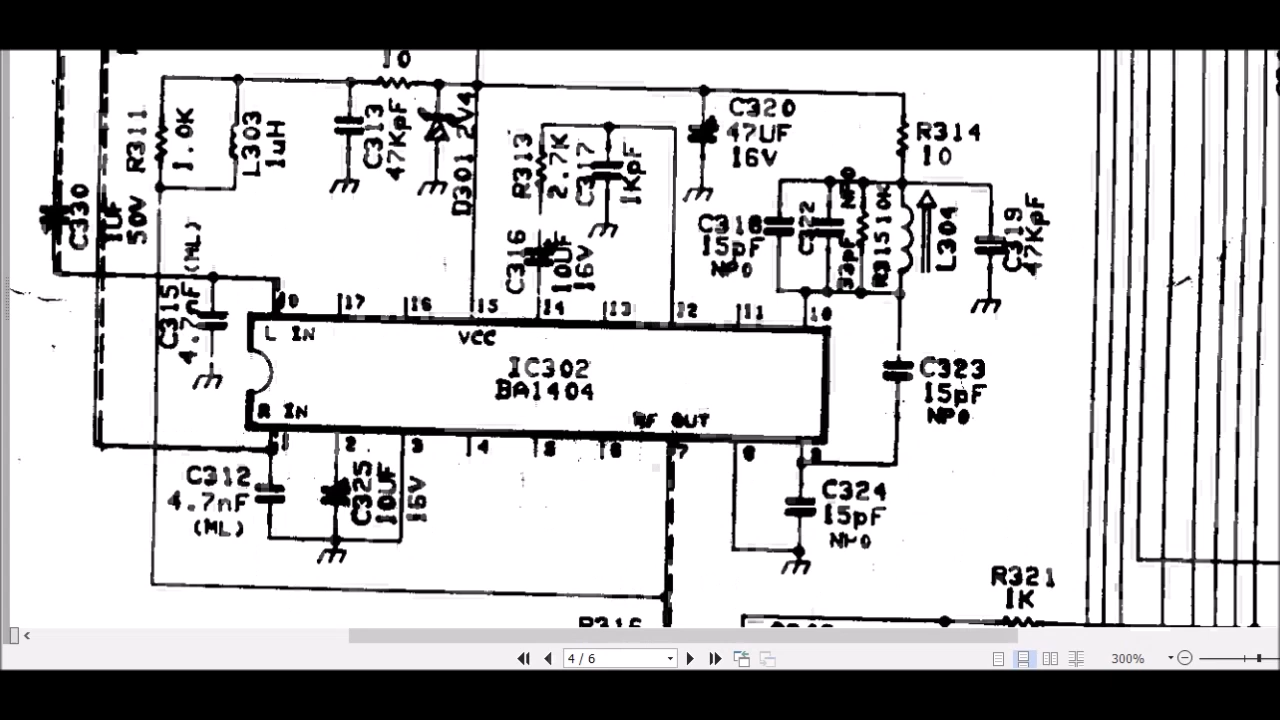 10
R311
1.0K
L303
1uH
C313
47KpF
D301 2V4
R313
2.7K
C317
1KpF
C320
47UF
16V
R314
10
C330
1UF
50V
C315
4.7nF
(ML)
C316
10UF
16V
C318
15pF
NPO
C322
33pF
NPO
R315 10K
L304
C319
47KpF
17
16
15
14
13
12
11
10
L IN
VCC
IC302
BA1404
R IN
RF OUT
1
2
3
4
5
6
7
8
9
C323
15pF
NPO
C312
4.7nF
(ML)
C325
10UF
16V
C324
15pF
NPO
R321
1K
R316
4 / 6
300%